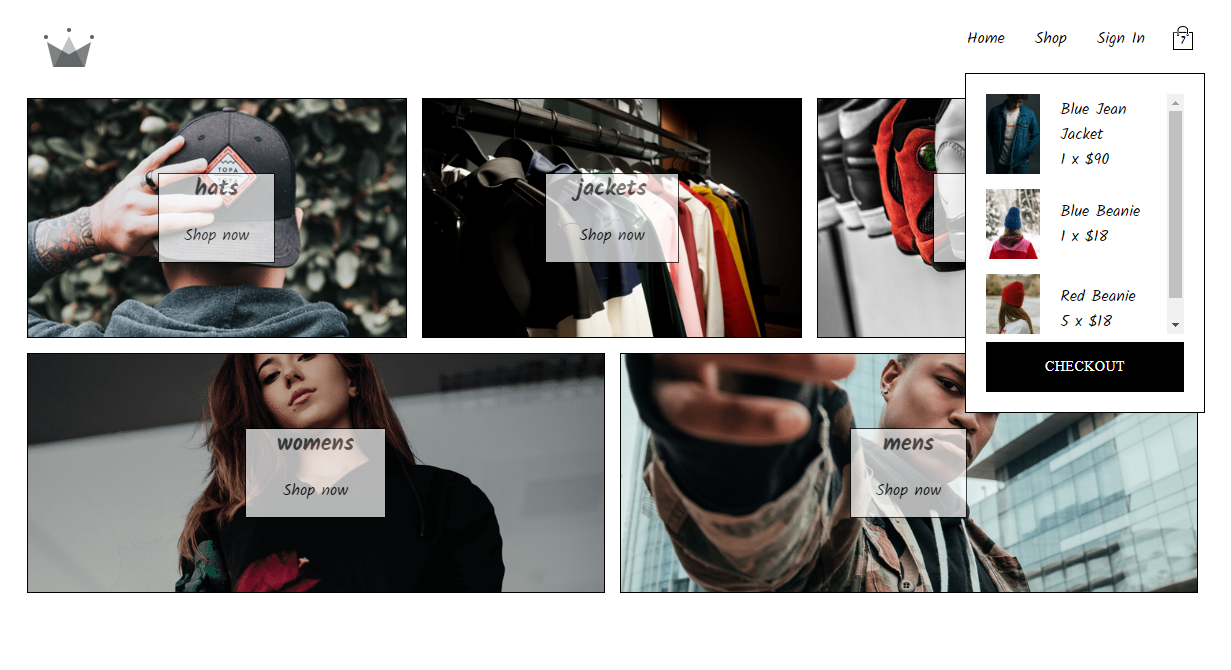 Home Shop Sign In 7
Blue Jean
Jacket
1 x $90
Blue Beanie
1 x $18
Red Beanie
5 x $18
CHECKOUT
TOPA
hats
Shop now
jackets
Shop now
womens
Shop now
mens
Shop now